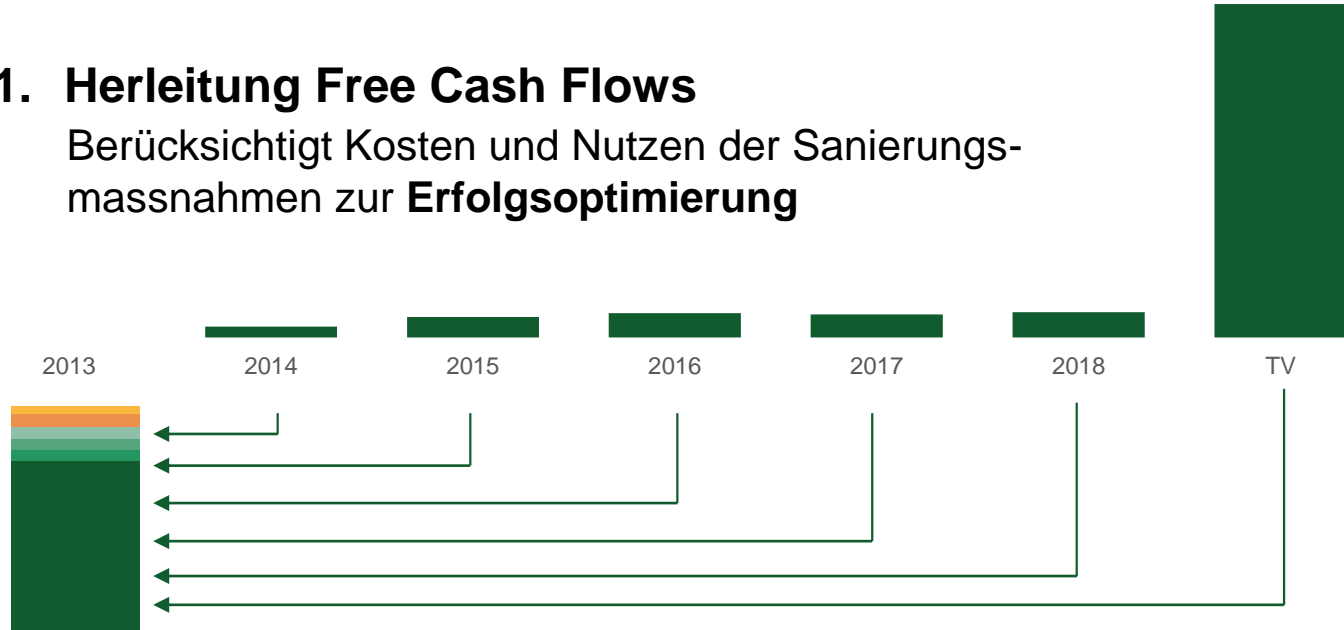 1. Herleitung Free Cash Flows
Berücksichtigt Kosten und Nutzen der Sanierungs-
massnahmen zur Erfolgsoptimierung
2013 2014 2015 2016 2017 2018 TV